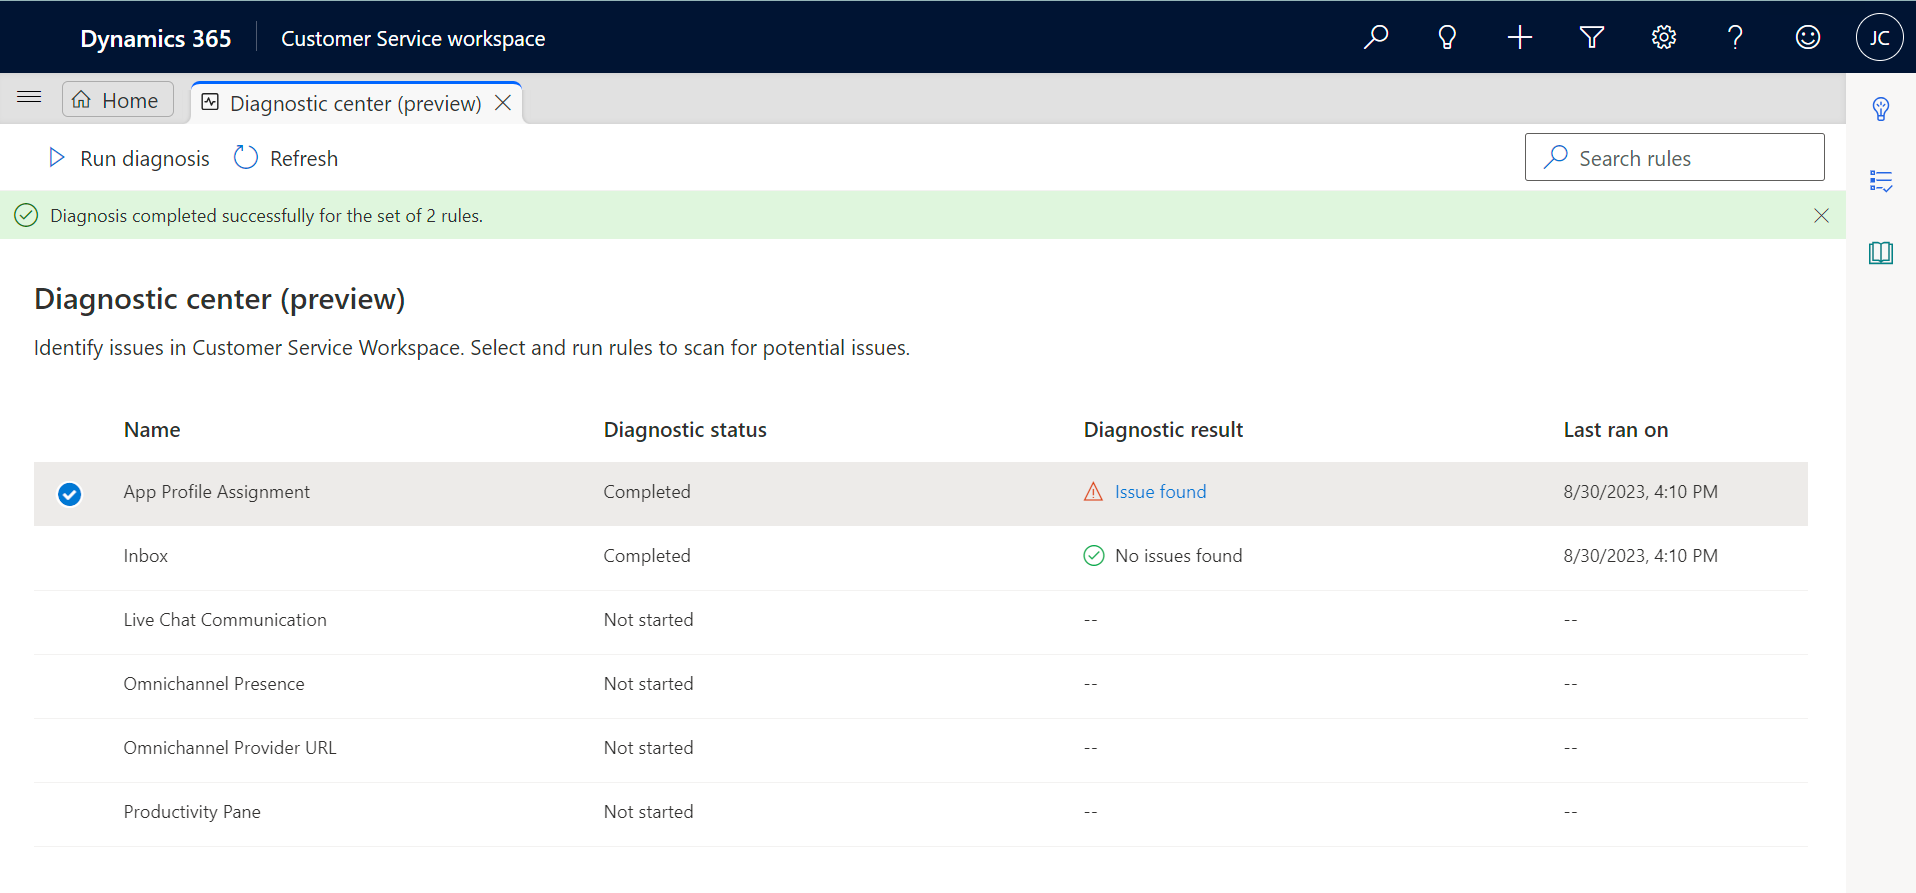 Dynamics 365 Customer Service workspace JC
Home Diagnostic center (preview)
Run diagnosis Refresh Search rules
Diagnosis completed successfully for the set of 2 rules.
Diagnostic center (preview)
Identify issues in Customer Service Workspace. Select and run rules to scan for potential issues.
Name Diagnostic status Diagnostic result Last ran on
App Profile Assignment Completed Issue found 8/30/2023, 4:10 PM
Inbox Completed No issues found 8/30/2023, 4:10 PM
Live Chat Communication Not started -- --
Omnichannel Presence Not started -- --
Omnichannel Provider URL Not started -- --
Productivity Pane Not started -- --